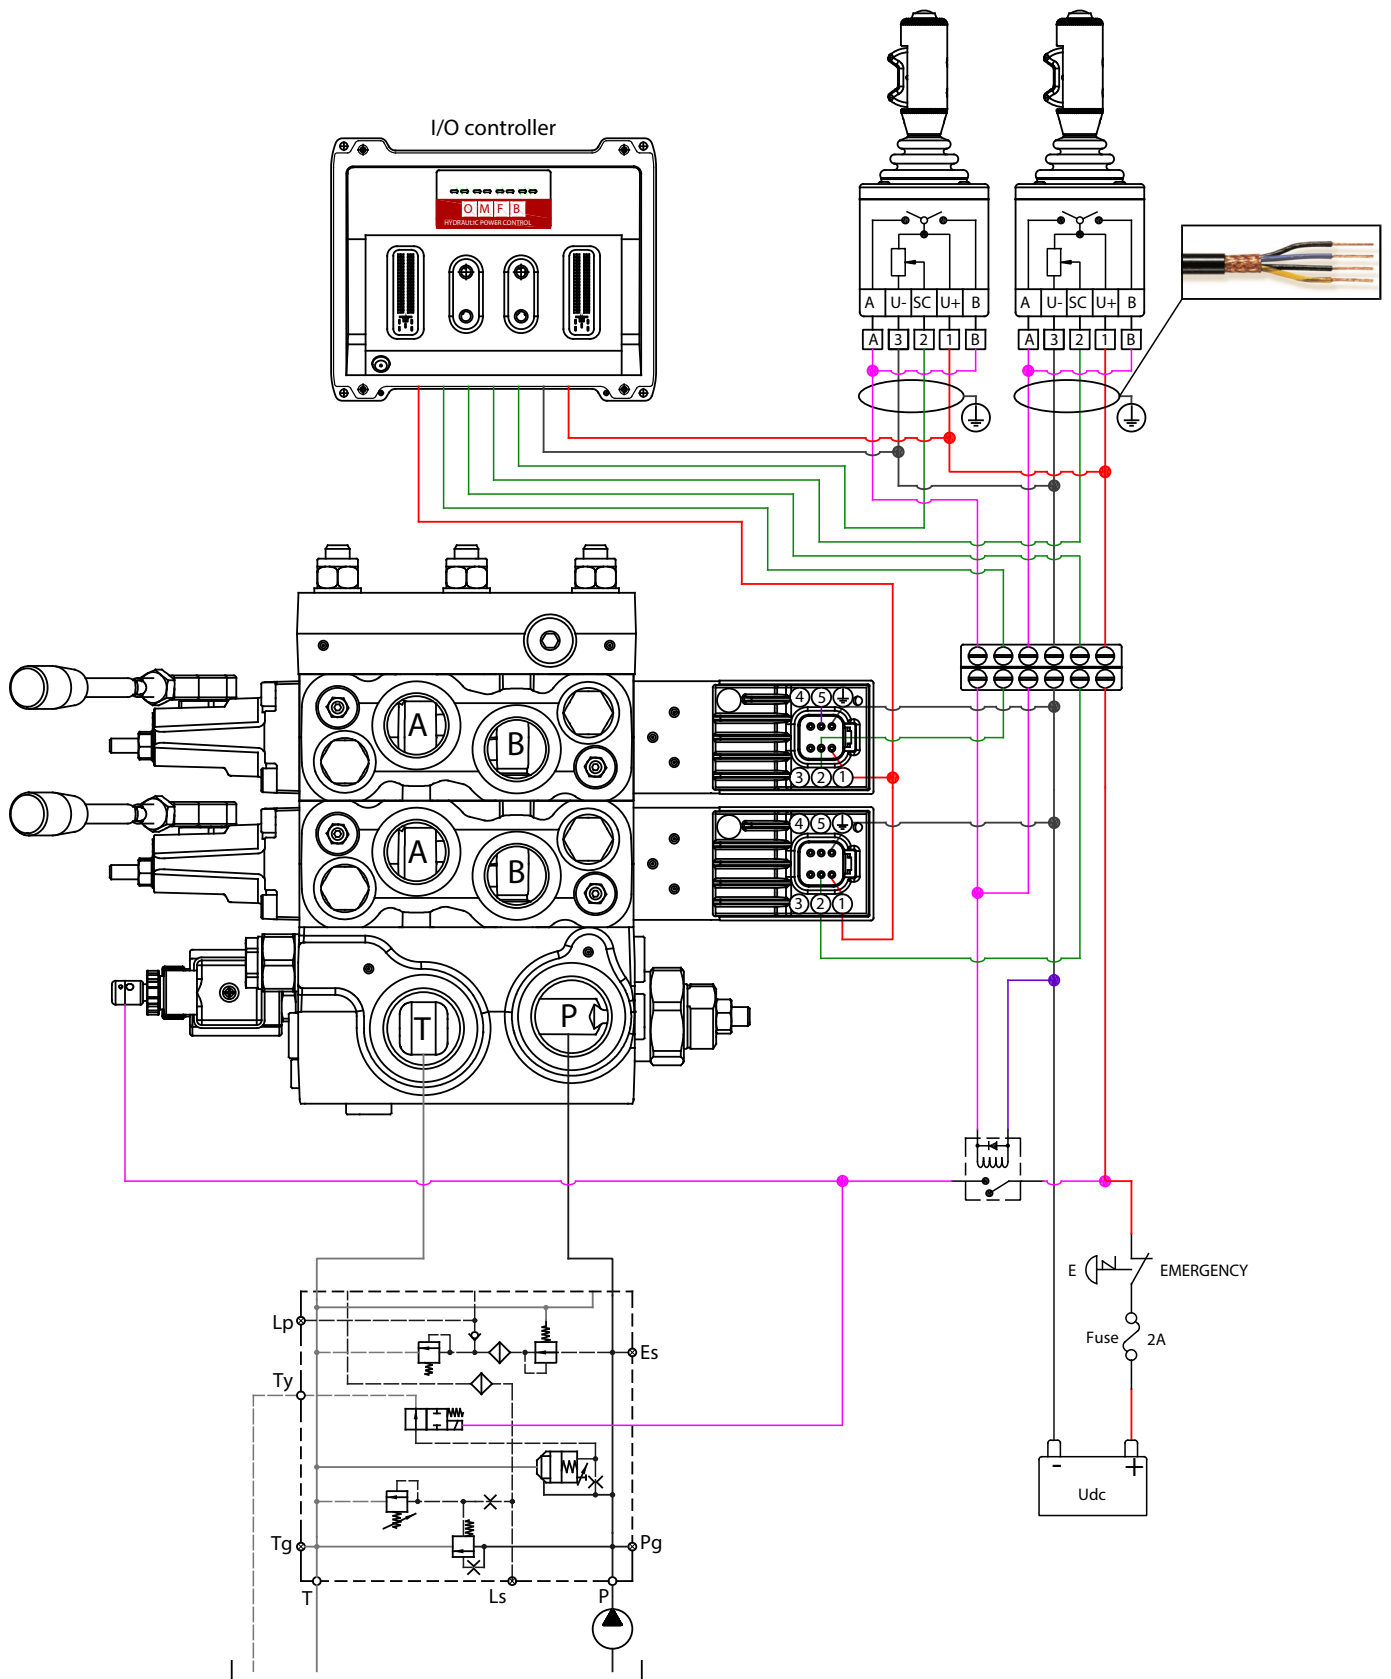 I/O controller
O M F B
HYDRAULIC POWER CONTROL
A U- SC U+ B
A U- SC U+ B
A 3 2 1 B
A 3 2 1 B
A
B
4 5
3 2 1
A
B
4 5
3 2 1
T
P
E
EMERGENCY
Fuse
2A
Lp
Es
Ty
- +
Udc
Tg
Pg
T
Ls
P